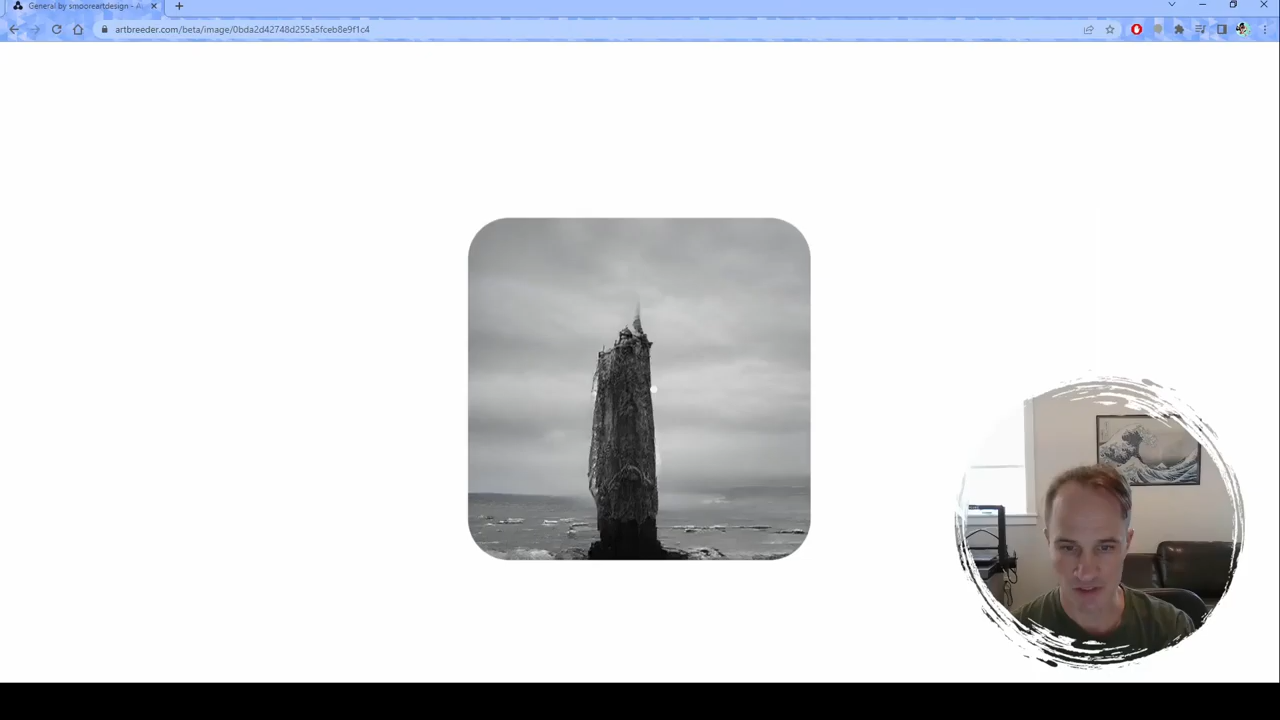 General by smooreartdesign - A
artbreeder.com/beta/image/0bda2d42748d255a5fceb8e9f1c4